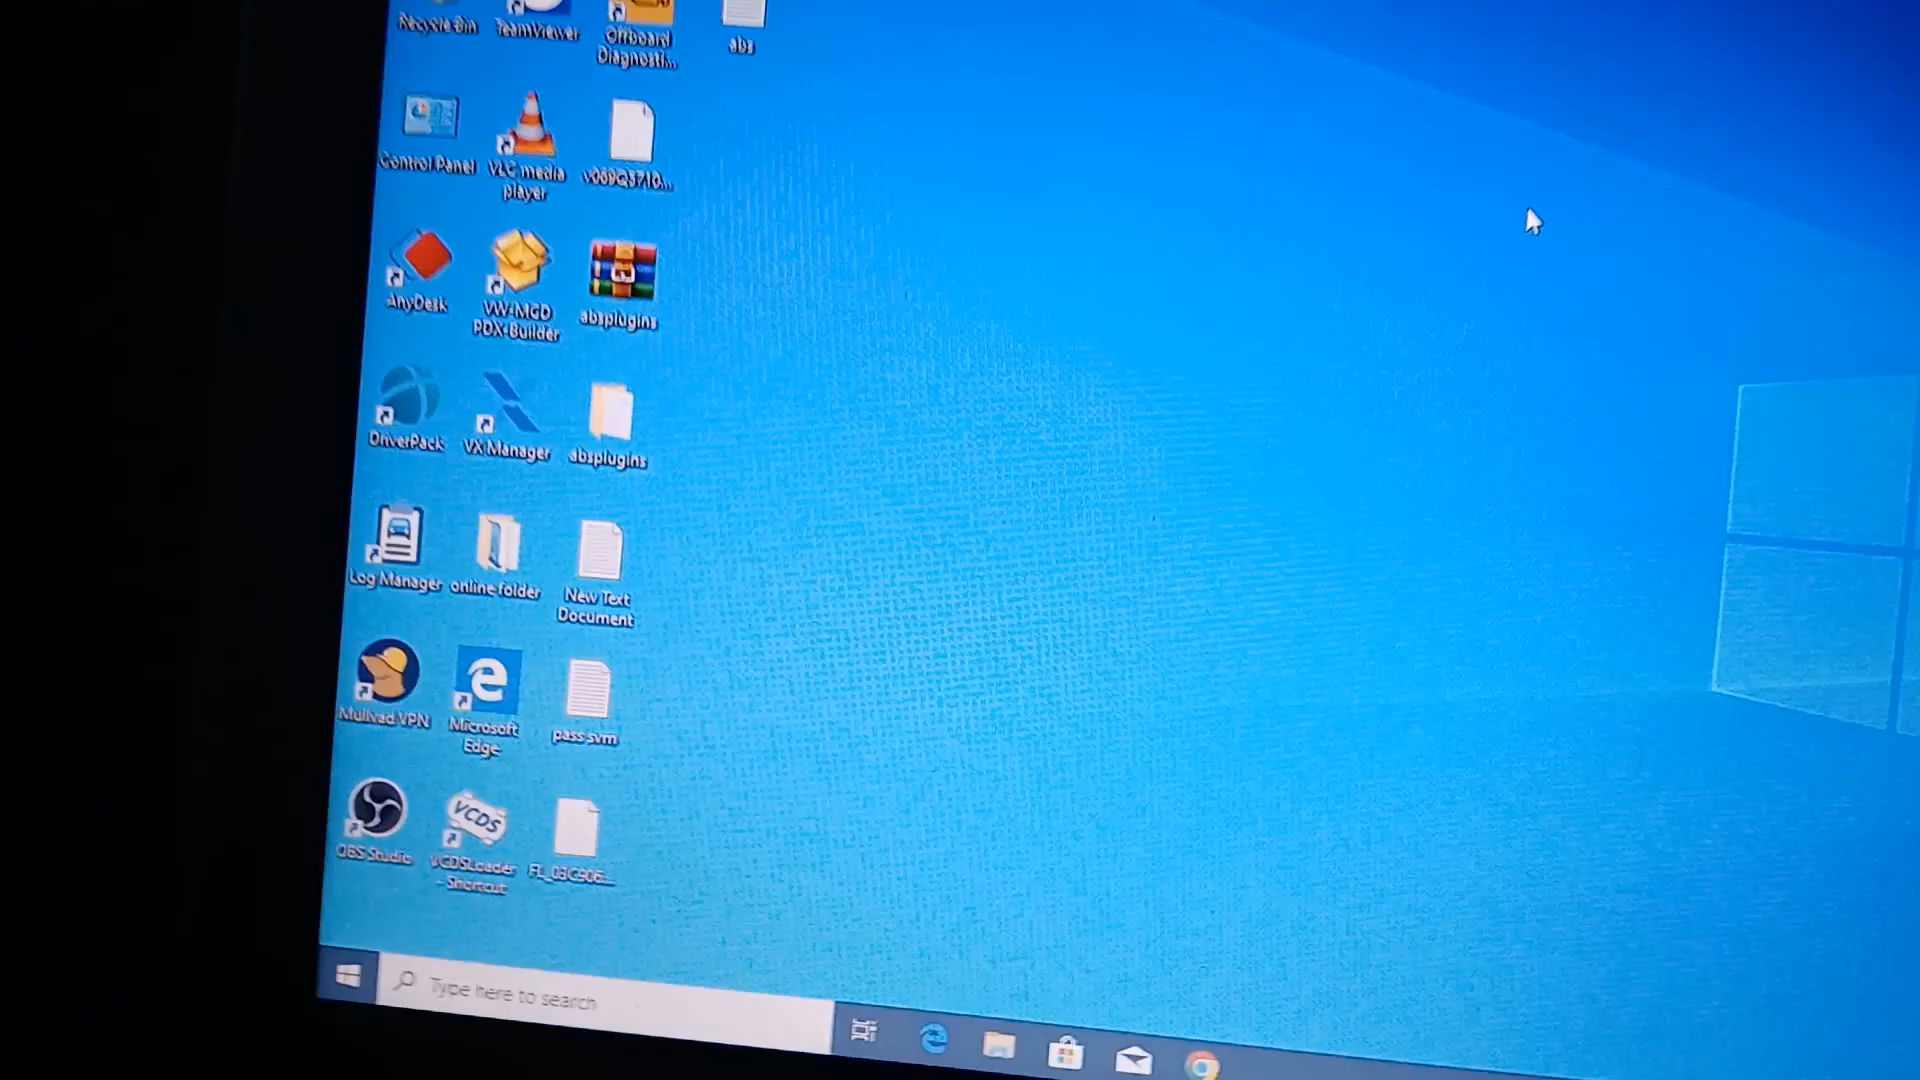 Recycle Bin
TeamViewer
Offboard
Diagnosti...
abs
Control Panel
VLC media
player
v089Q3710...
AnyDesk
VW-MCD
PDX-Builder
absplugins
DriverPack
VX Manager
absplugins
Log Manager
online folder
New Text
Document
Mullvad VPN
Microsoft
Edge
pass svm
OBS Studio
VCDS
VCDSLoader
- Shortcut
FL_03C906...
Type here to search